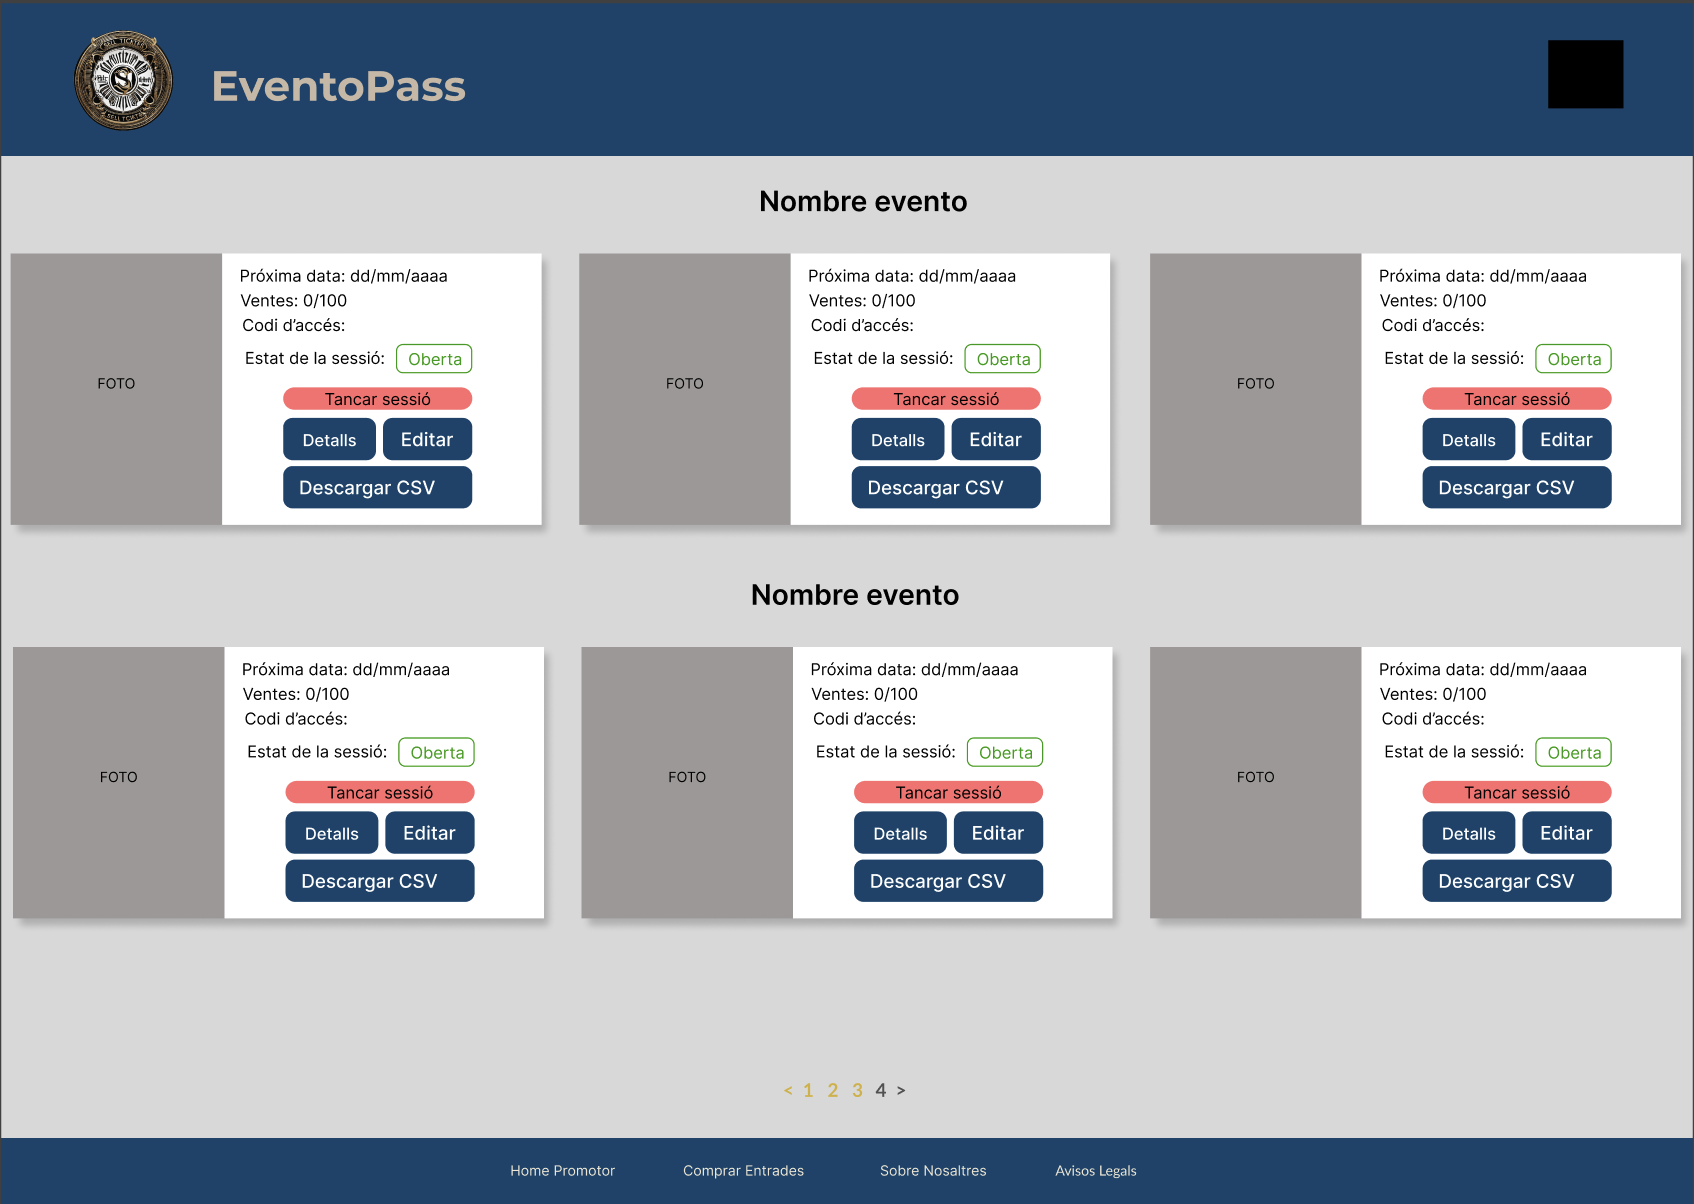 EventoPass
Nombre evento
FOTO
Próxima data: dd/mm/aaaa
Ventes: 0/100
Codi d’accés:
Estat de la sessió: Oberta
Tancar sessió
Detalls Editar
Descargar CSV
FOTO
Próxima data: dd/mm/aaaa
Ventes: 0/100
Codi d’accés:
Estat de la sessió: Oberta
Tancar sessió
Detalls Editar
Descargar CSV
FOTO
Próxima data: dd/mm/aaaa
Ventes: 0/100
Codi d’accés:
Estat de la sessió: Oberta
Tancar sessió
Detalls Editar
Descargar CSV
Nombre evento
FOTO
Próxima data: dd/mm/aaaa
Ventes: 0/100
Codi d’accés:
Estat de la sessió: Oberta
Tancar sessió
Detalls Editar
Descargar CSV
FOTO
Próxima data: dd/mm/aaaa
Ventes: 0/100
Codi d’accés:
Estat de la sessió: Oberta
Tancar sessió
Detalls Editar
Descargar CSV
FOTO
Próxima data: dd/mm/aaaa
Ventes: 0/100
Codi d’accés:
Estat de la sessió: Oberta
Tancar sessió
Detalls Editar
Descargar CSV
< 1 2 3 4 >
Home Promotor Comprar Entrades Sobre Nosaltres Avisos Legals